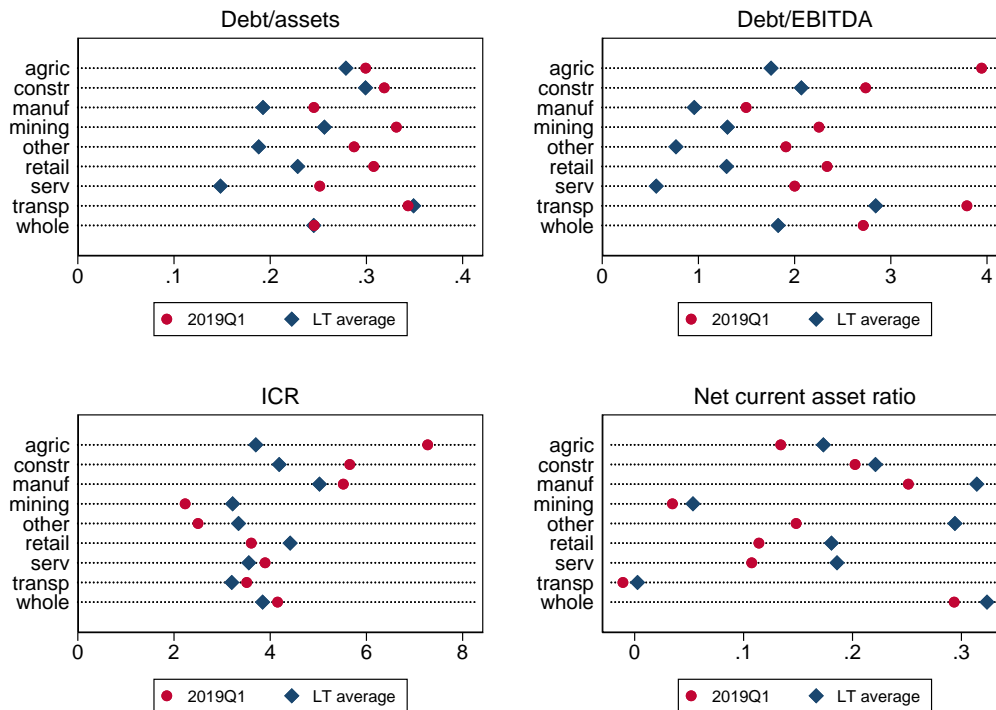 Debt/assets
agric
constr
manuf
mining
other
retail
serv
transp
whole
0 .1 .2 .3 .4
2019Q1 LT average
Debt/EBITDA
agric
constr
manuf
mining
other
retail
serv
transp
whole
0 1 2 3 4
2019Q1 LT average
ICR
agric
constr
manuf
mining
other
retail
serv
transp
whole
0 2 4 6 8
2019Q1 LT average
Net current asset ratio
agric
constr
manuf
mining
other
retail
serv
transp
whole
0 .1 .2 .3
2019Q1 LT average